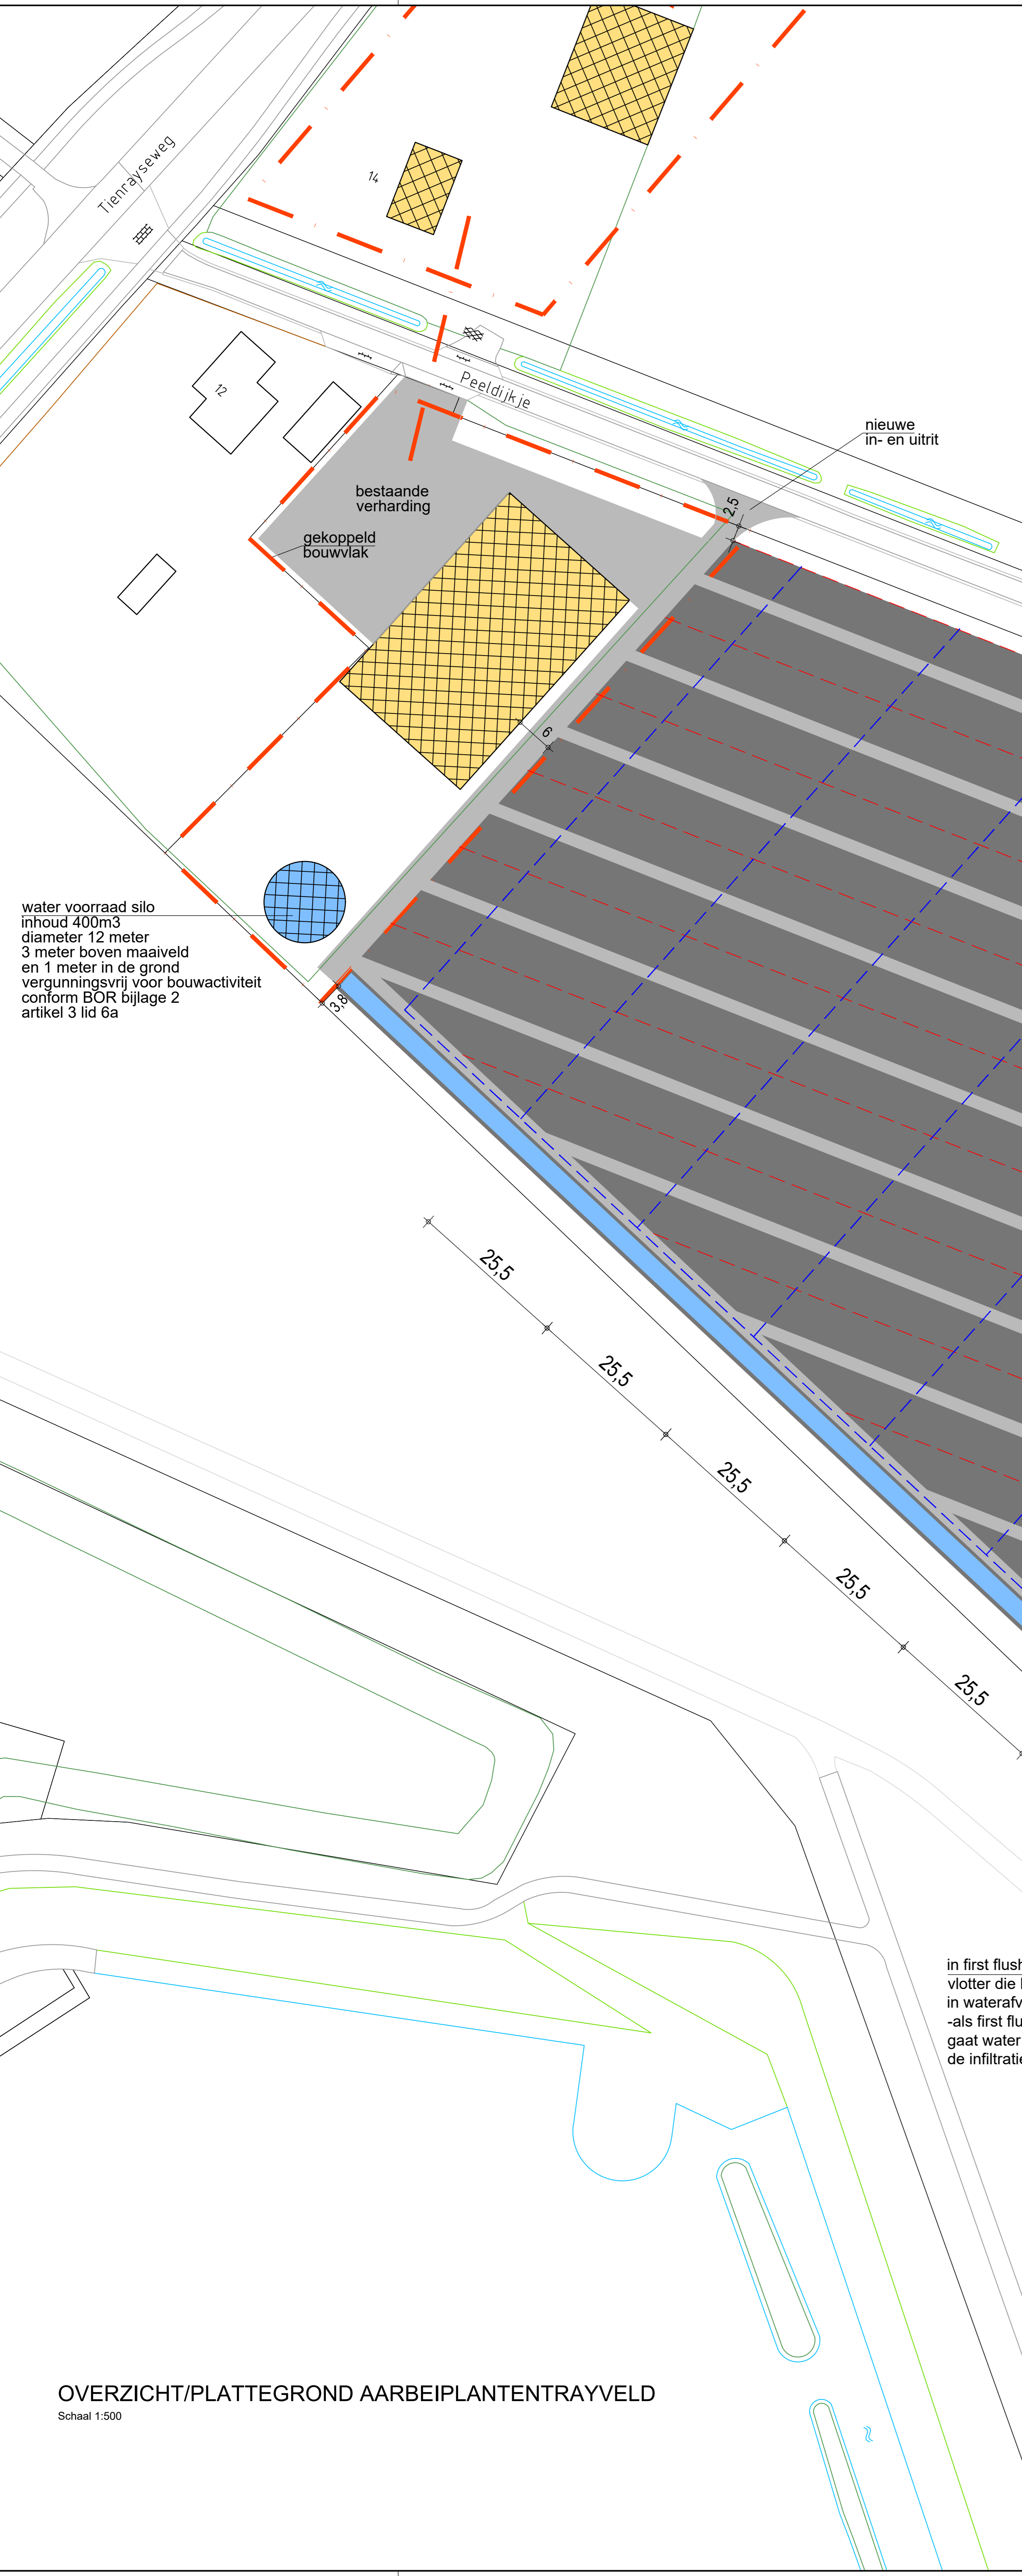 Tienrayseweg
14
12
Peeldijkje
nieuwe
in- en uitrit
2,5
bestaande
verharding
gekoppeld
bouwvlak
6
water voorraad silo
inhoud 400m3
diameter 12 meter
3 meter boven maaiveld
en 1 meter in de grond
vergunningsvrij voor bouwactiviteit
conform BOR bijlage 2
artikel 3 lid 6a
3,8
25,5
25,5
25,5
25,5
25,5
in first flush
vlotter die
in waterafv
-als first flu
gaat water
de infiltratie
OVERZICHT/PLATTEGROND AARBEIPLANTENTRAYVELD
Schaal 1:500